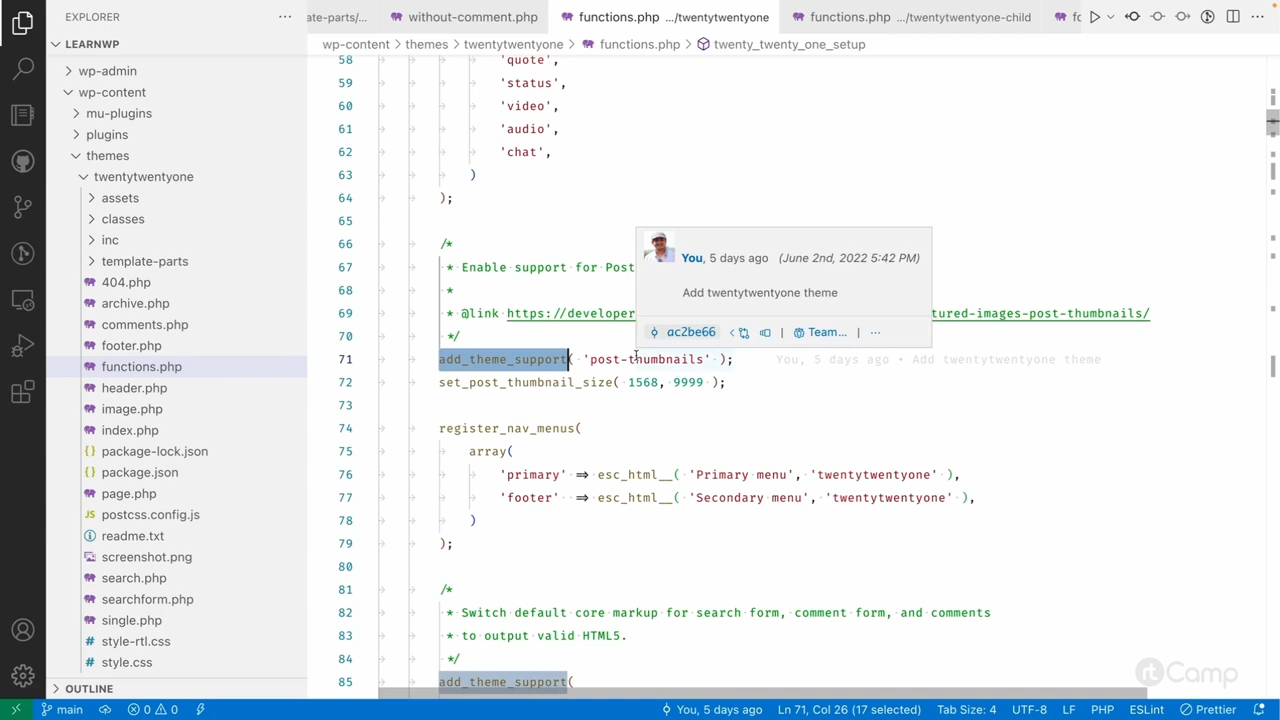 EXPLORER
ate-parts/...
without-comment.php
functions.php .../twentytwentyone
functions.php .../twentytwentyone-child
LEARNWP
wp-content > themes > twentytwentyone > functions.php > twenty_twenty_one_setup
wp-admin
wp-content
mu-plugins
plugins
themes
twentytwentyone
assets
classes
inc
template-parts
404.php
archive.php
comments.php
footer.php
functions.php
header.php
image.php
index.php
package-lock.json
package.json
page.php
postcss.config.js
readme.txt
screenshot.png
search.php
searchform.php
single.php
style-rtl.css
style.css
OUTLINE
58 'quote',
59 'status',
60 'video',
61 'audio',
62 'chat',
63 )
64 );
65
66 /*
67 * Enable support for Post
68 *
69 * @link https://developer tured-images-post-thumbnails/
70 */
71 add_theme_support( 'post-thumbnails' ); You, 5 days ago • Add twentytwentyone theme
72 set_post_thumbnail_size( 1568, 9999 );
73
74 register_nav_menus(
75 array(
76 'primary' => esc_html__( 'Primary menu', 'twentytwentyone' ),
77 'footer' => esc_html__( 'Secondary menu', 'twentytwentyone' ),
78 )
79 );
80
81 /*
82 * Switch default core markup for search form, comment form, and comments
83 * to output valid HTML5.
84 */
85 add_theme_support(
You, 5 days ago (June 2nd, 2022 5:42 PM)
Add twentytwentyone theme
ac2be66 | Team... | ...
rtCamp
main 0 0 You, 5 days ago Ln 71, Col 26 (17 selected) Tab Size: 4 UTF-8 LF PHP ESLint Prettier